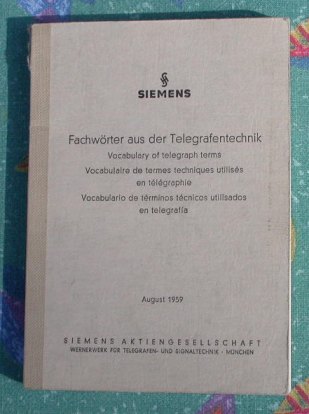 SIEMENS
Fachwörter aus der Telegrafentechnik
Vocabulary of telegraph terms
Vocabulaire de termes techniques utilisés
en télégraphie
Vocabulario de términos técnicos utilisados
en telegrafía
August 1959
SIEMENS AKTIENGESELLSCHAFT
WERNERWERK FÜR TELEGRAFEN- UND SIGNALTECHNIK · MÜNCHEN